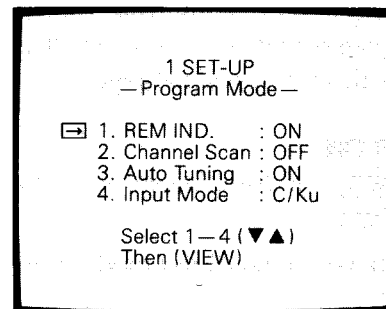 1 SET-UP
—Program Mode—
→ 1. REM IND. : ON
2. Channel Scan : OFF
3. Auto Tuning : ON
4. Input Mode : C/Ku
Select 1—4 (▼▲)
Then (VIEW)